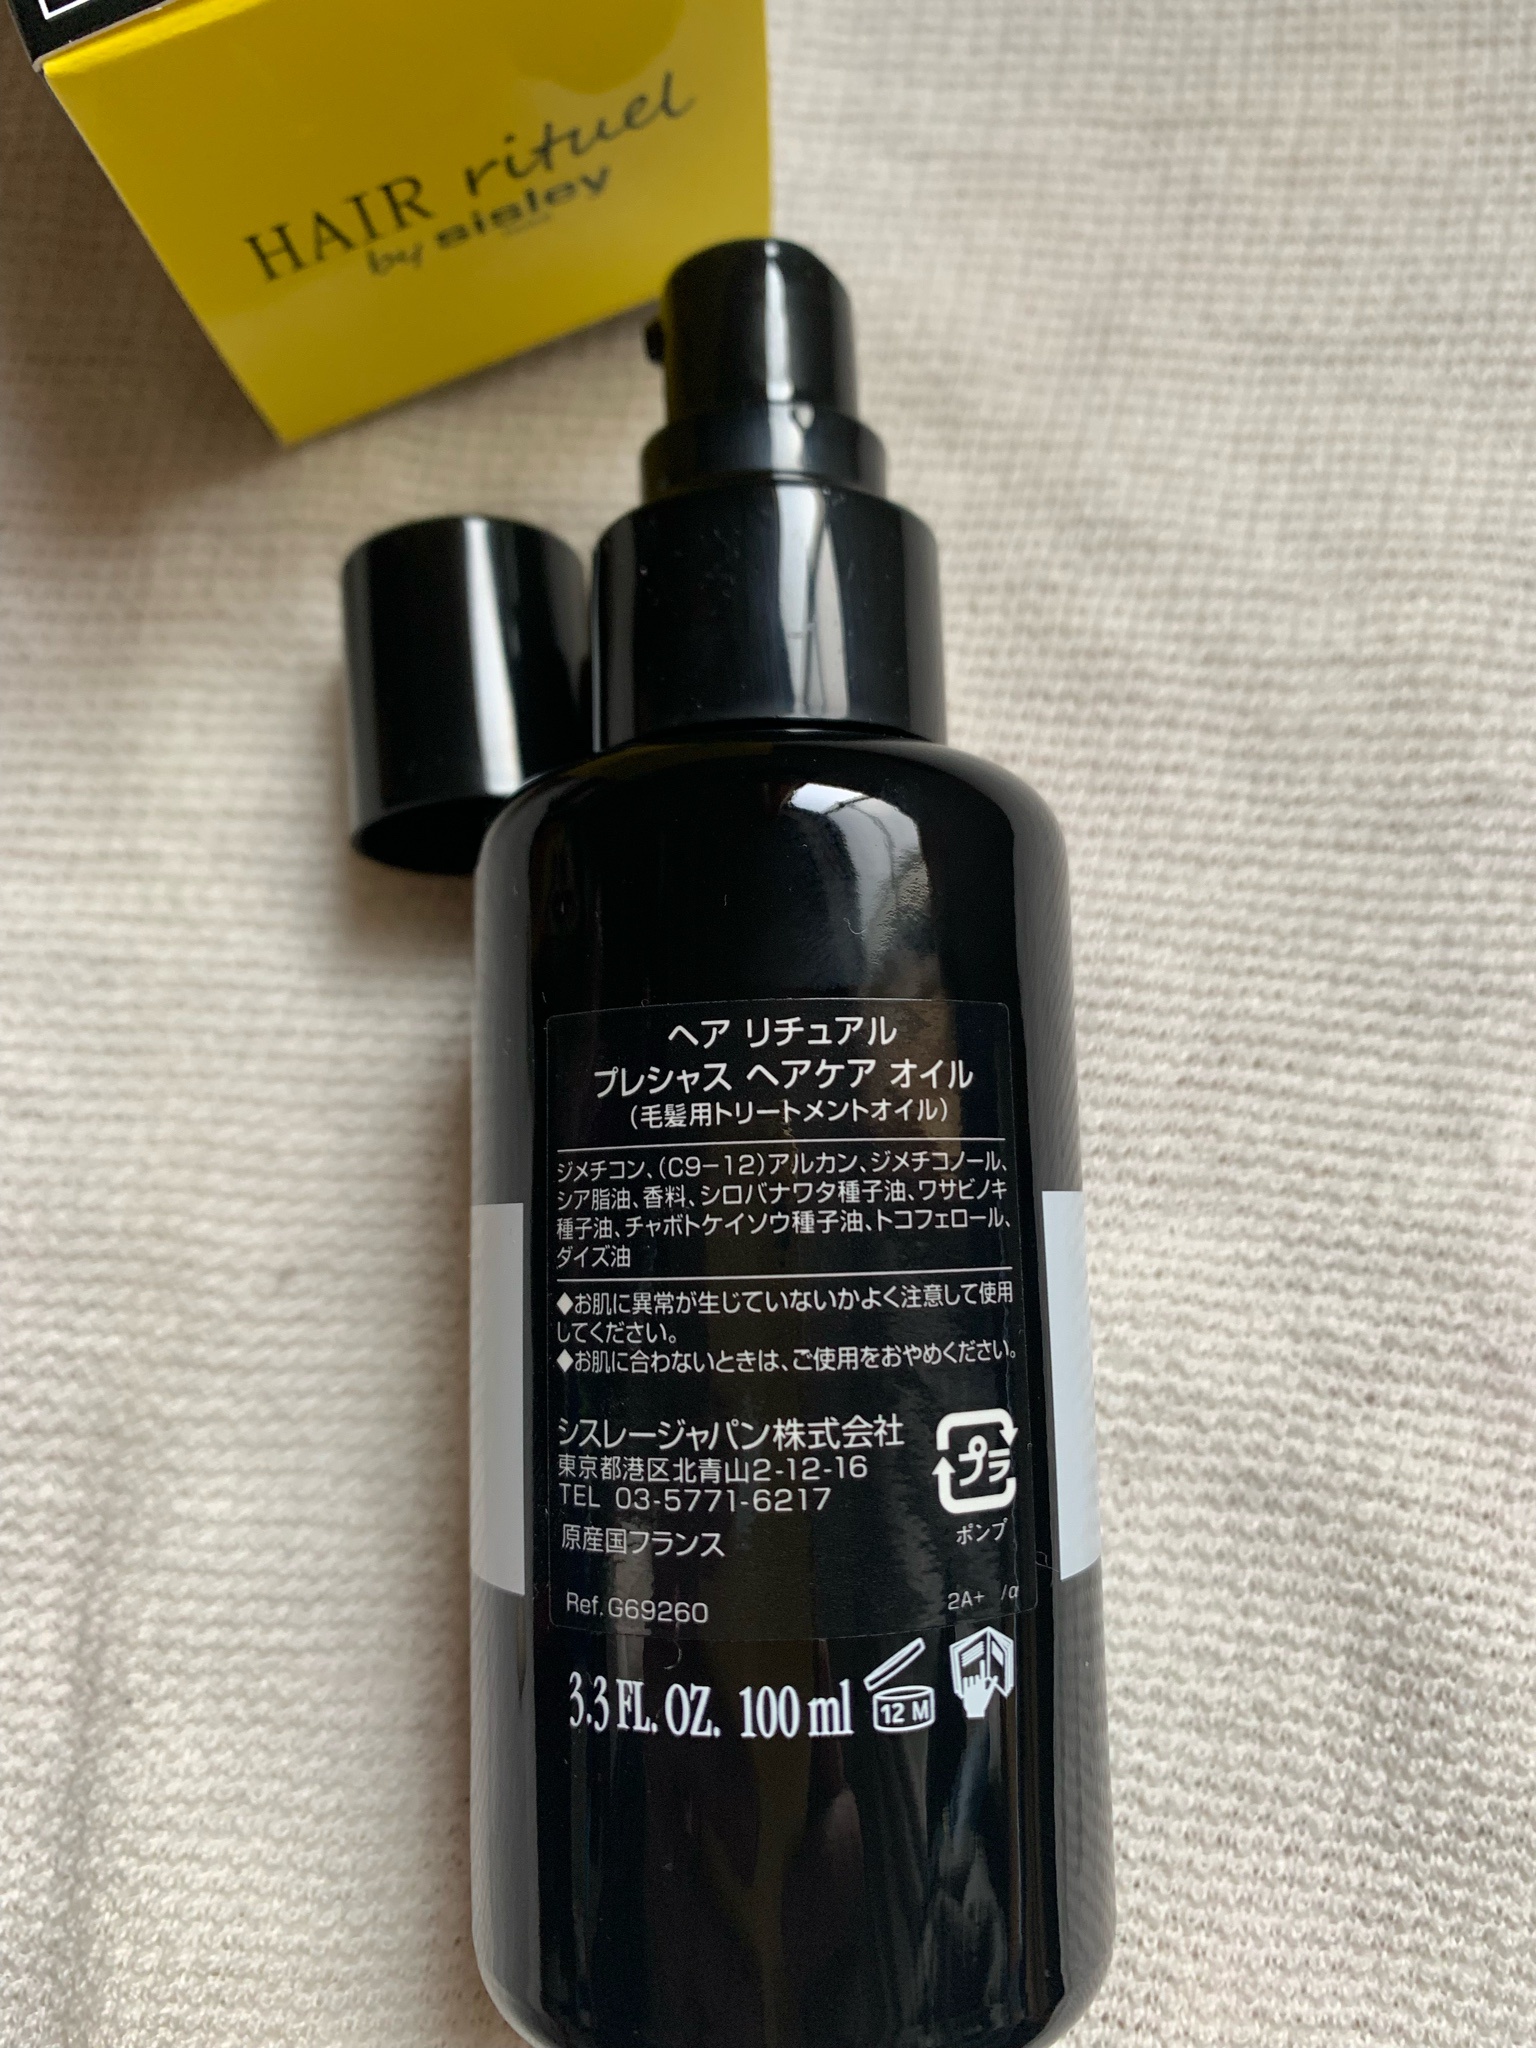 HAIR rituel
by sisley
ヘア リチュアル
プレシャス ヘアケア オイル
(毛髪用トリートメントオイル)
ジメチコン、(C9-12)アルカン、ジメチコノール、
シア脂油、香料、シロバナワタ種子油、ワサビノキ
種子油、チャボトケイソウ種子油、トコフェロール、
ダイズ油
◆お肌に異常が生じていないかよく注意して使用
してください。
◆お肌に合わないときは、ご使用をおやめください。
シスレージャパン株式会社
東京都港区北青山2-12-16
TEL 03-5771-6217
プラ
ポンプ
原産国フランス
Ref.G69260
2A+ /α
3.3 FL. OZ. 100 ml
12 M